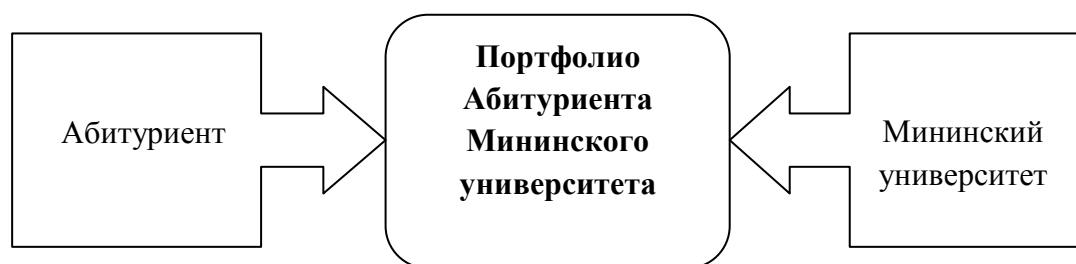 Абитуриент
Портфолио
Абитуриента
Мининского
университета
Мининский
университет